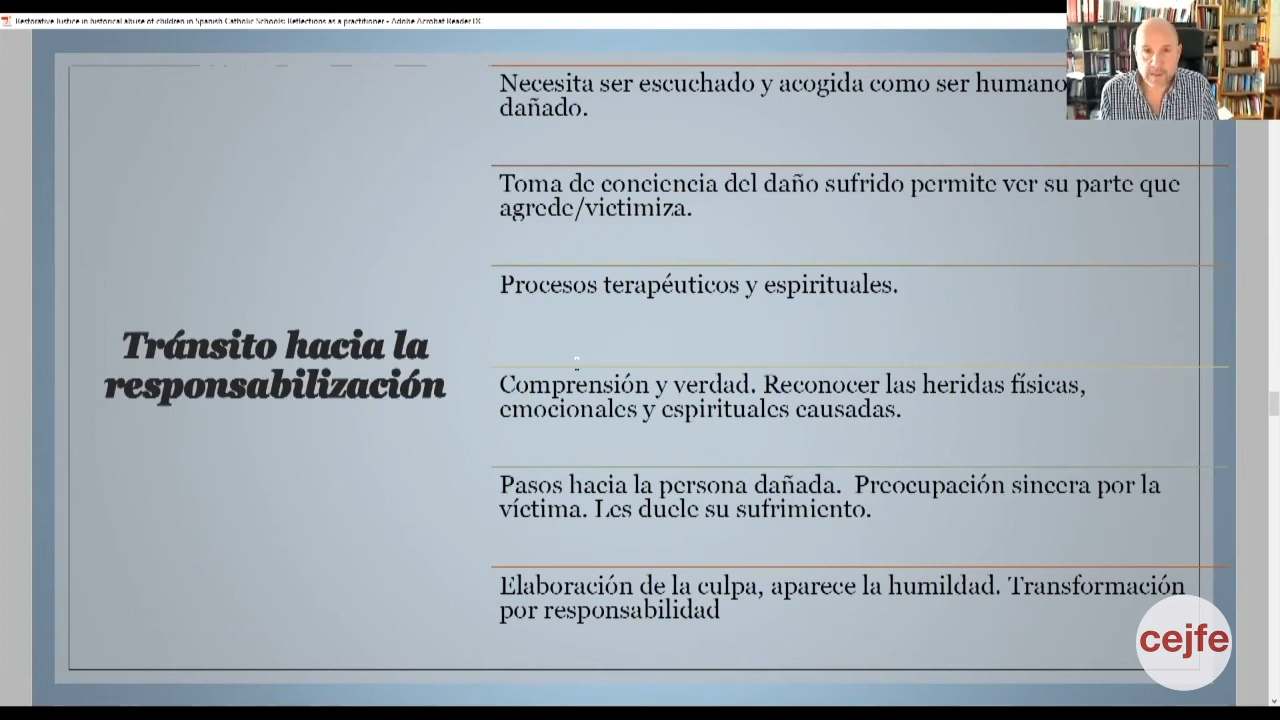 Restorative Justice in historical abuse of children in Spanish Catholic Schools: Reflections as a practitioner - Adobe Acrobat Reader DC
Necesita ser escuchado y acogida como ser humano
dañado.
Toma de conciencia del daño sufrido permite ver su parte que
agrede/victimiza.
Procesos terapéuticos y espirituales.
Tránsito hacia la
responsabilización
Comprensión y verdad. Reconocer las heridas físicas,
emocionales y espirituales causadas.
Pasos hacia la persona dañada. Preocupación sincera por la
víctima. Les duele su sufrimiento.
Elaboración de la culpa, aparece la humildad. Transformación
por responsabilidad
cejfe